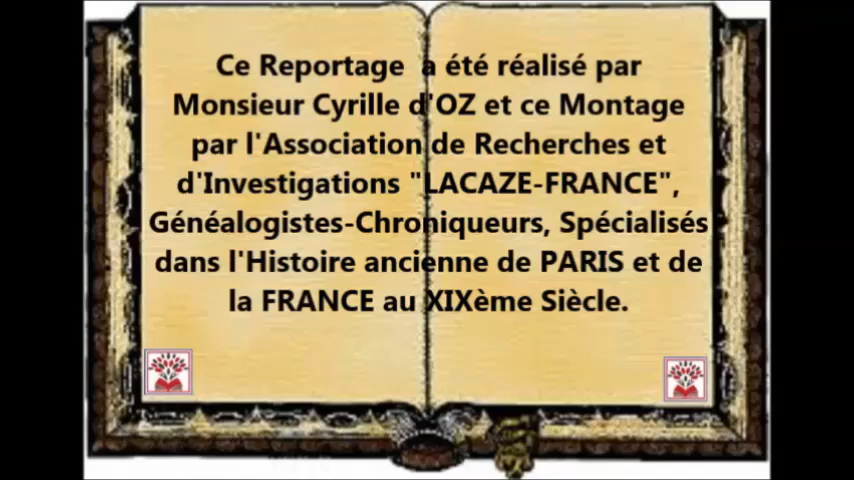 Ce Reportage a été réalisé par
Monsieur Cyrille d'OZ et ce Montage
par l'Association de Recherches et
d'Investigations "LACAZE-FRANCE",
Généalogistes-Chroniqueurs, Spécialisés
dans l'Histoire ancienne de PARIS et de
la FRANCE au XIXème Siècle.